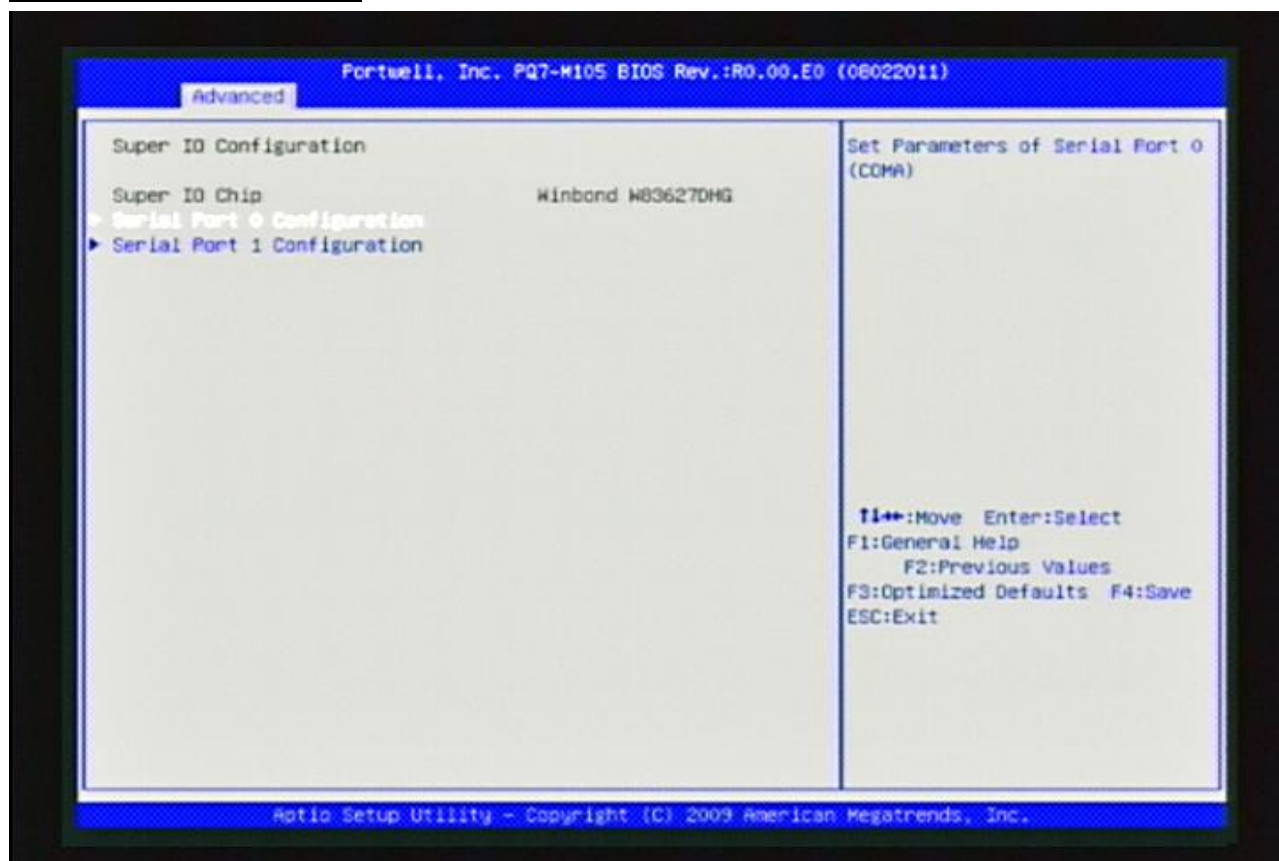 Portwell, Inc. PQ7-M105 BIOS Rev.:R0.00.E0 (08022011)
Advanced
Super IO Configuration
Super IO Chip Winbond W83627DHG
► Serial Port 0 Configuration
► Serial Port 1 Configuration
Set Parameters of Serial Port 0
(COMA)
↑↓→←:Move Enter:Select
F1:General Help
F2:Previous Values
F3:Optimized Defaults F4:Save
ESC:Exit
Aptio Setup Utility - Copyright (C) 2009 American Megatrends, Inc.